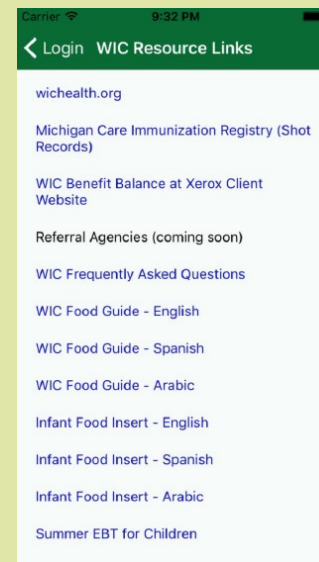 Carrier
9:32 PM
Login WIC Resource Links
wichealth.org
Michigan Care Immunization Registry (Shot
Records)
WIC Benefit Balance at Xerox Client
Website
Referral Agencies (coming soon)
WIC Frequently Asked Questions
WIC Food Guide - English
WIC Food Guide - Spanish
WIC Food Guide - Arabic
Infant Food Insert - English
Infant Food Insert - Spanish
Infant Food Insert - Arabic
Summer EBT for Children